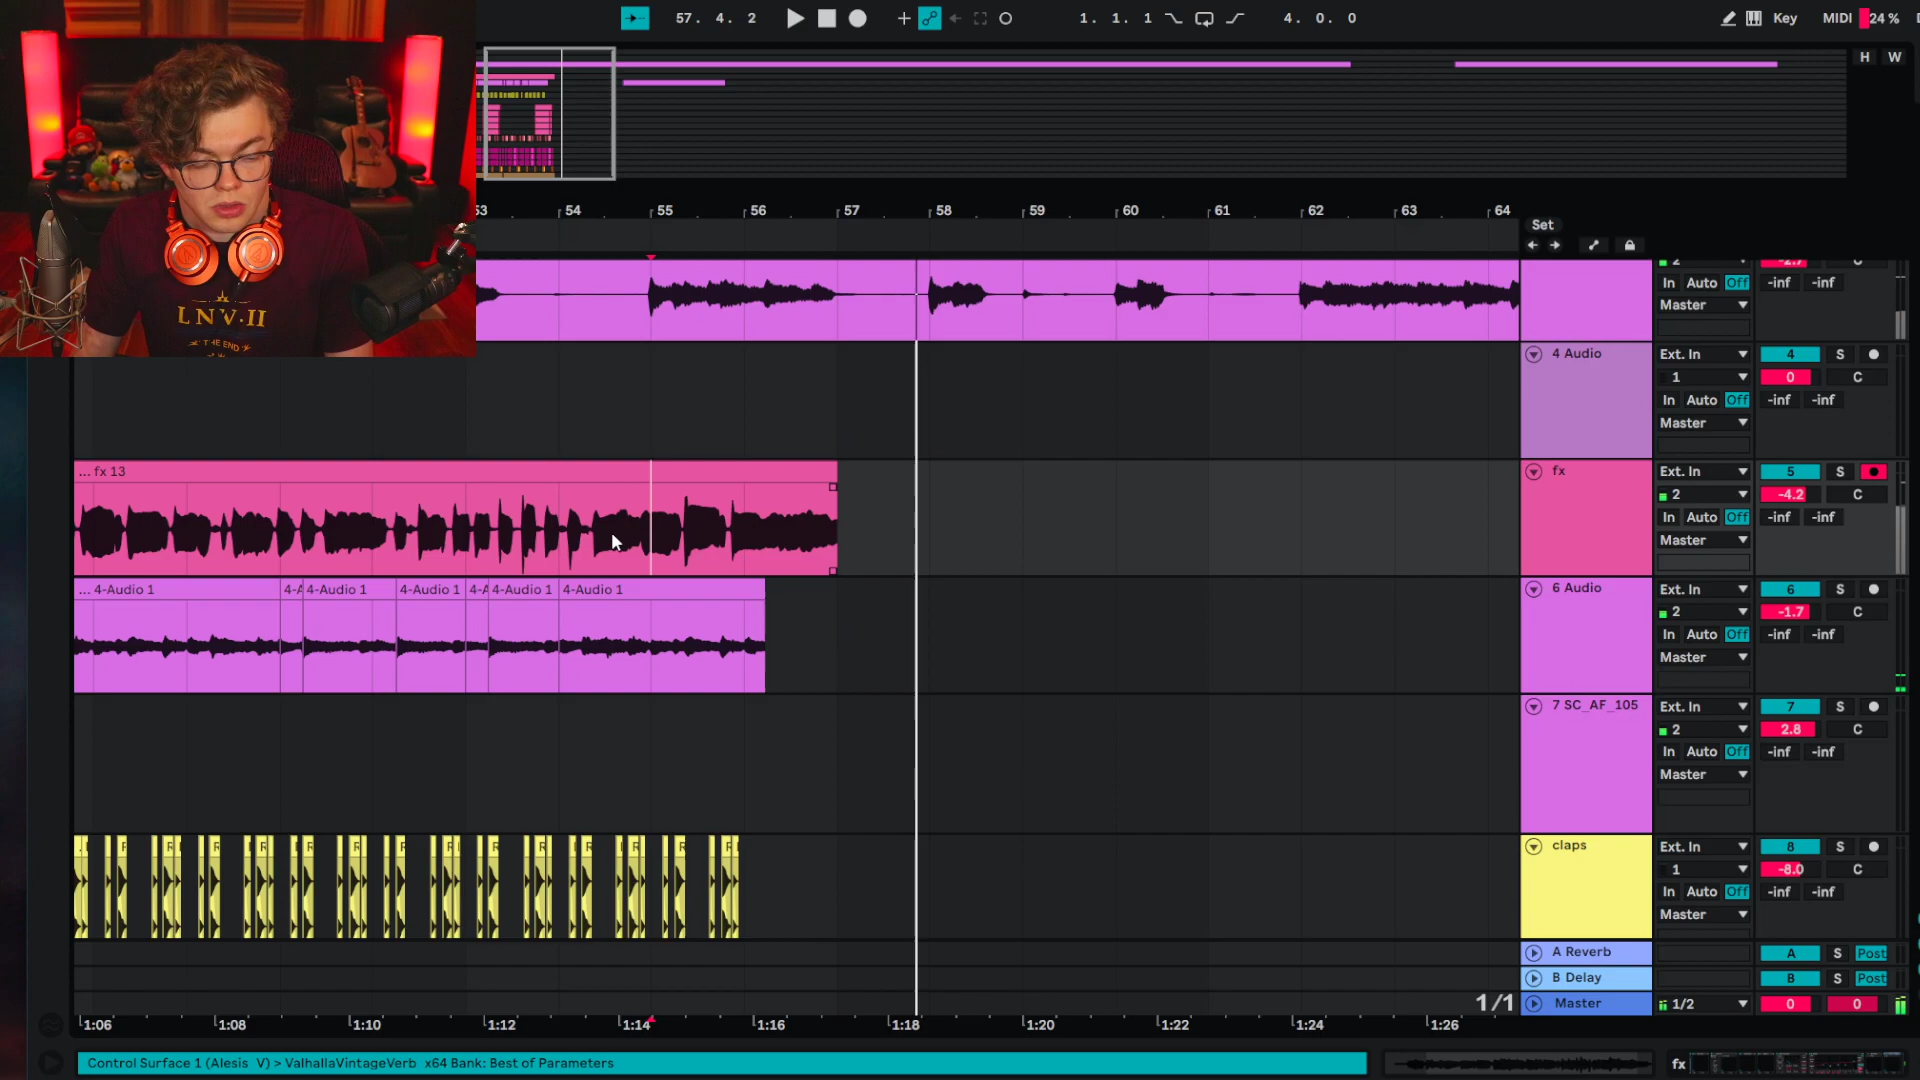 57. 4. 2
1. 1. 1
4. 0. 0
Key
MIDI
24 %
H W
53 54 55 56 57 58 59 60 61 62 63 64
Set
LNV·II
THE END
2
-2.7
C
In Auto Off
-inf -inf
Master
4 Audio
Ext. In
4 S
1
0
C
In Auto Off
-inf -inf
Master
... fx 13
fx
Ext. In
5 S
2
-4.2
C
In Auto Off
-inf -inf
Master
... 4-Audio 1
4-A
4-Audio 1
4-Audio 1
4-A
4-Audio 1
4-Audio 1
6 Audio
Ext. In
6 S
2
-1.7
C
In Auto Off
-inf -inf
Master
7 SC_AF_105
Ext. In
7 S
2
2.8
C
In Auto Off
-inf -inf
Master
claps
Ext. In
8 S
1
-8.0
C
In Auto Off
-inf -inf
Master
A Reverb
A S Post
B Delay
B S Post
1/1
Master
1/2
0 0
1:06 1:08 1:10 1:12 1:14 1:16 1:18 1:20 1:22 1:24 1:26
Control Surface 1 (Alesis V) > ValhallaVintageVerb x64 Bank: Best of Parameters
fx